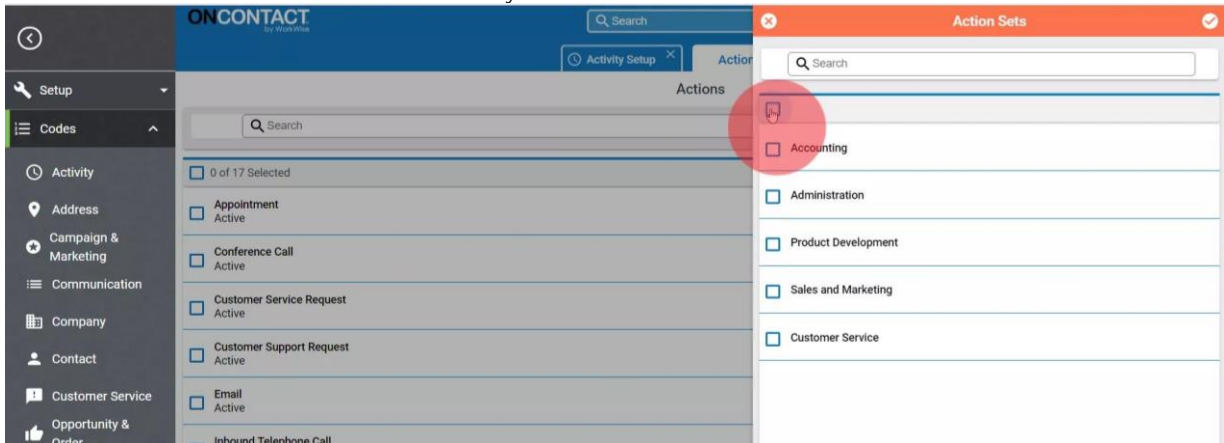 ONCONTACT
by WorkWise
Search
Activity Setup
Action
Action Sets
Search
Setup
Actions
Codes
Search
Activity
0 of 17 Selected
Accounting
Address
Appointment
Active
Administration
Campaign &
Marketing
Conference Call
Active
Product Development
Communication
Customer Service Request
Active
Sales and Marketing
Company
Customer Support Request
Active
Customer Service
Contact
Customer Service
Email
Active
Opportunity &
Order
Inbound Telephone Call